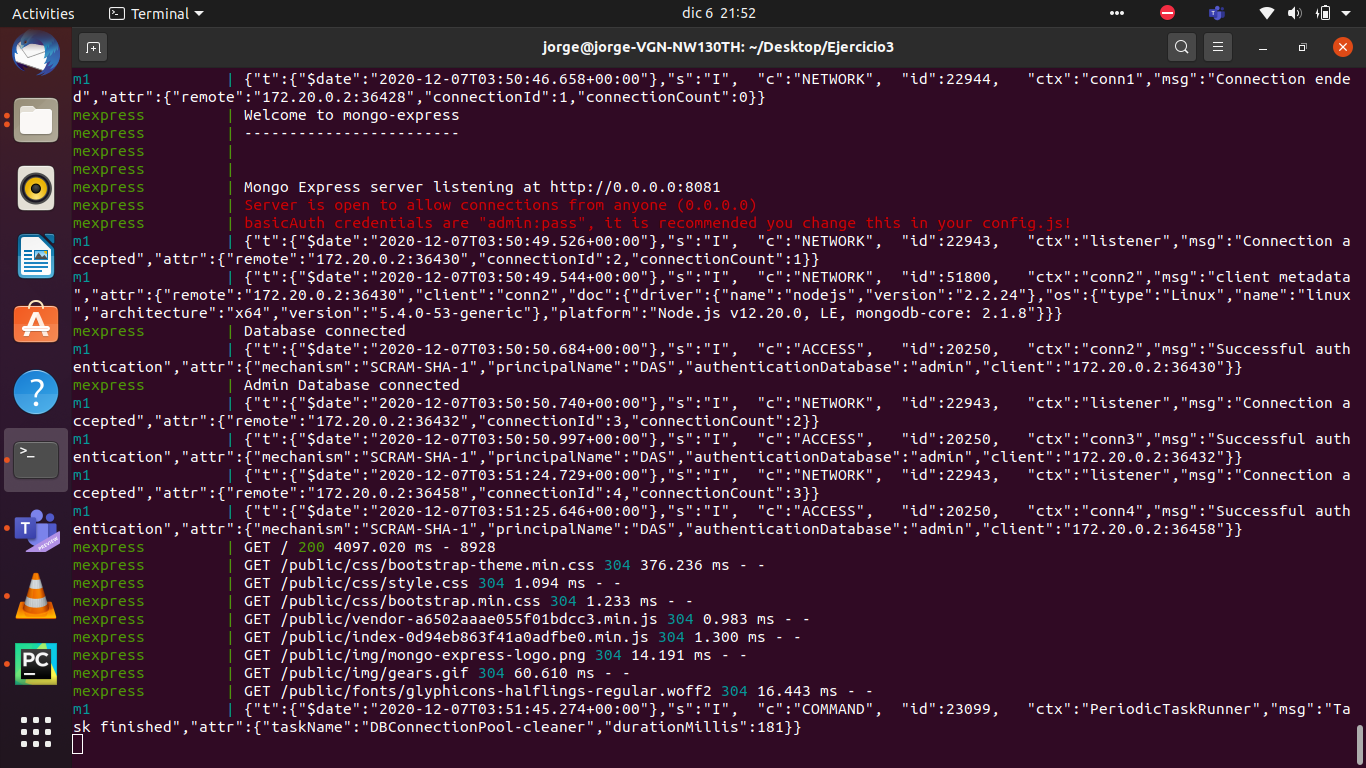 Activities Terminal dic 6 21:52
jorge@jorge-VGN-NW130TH: ~/Desktop/Ejercicio3
m1 | {"t":{"$date":"2020-12-07T03:50:46.658+00:00"},"s":"I", "c":"NETWORK", "id":22944, "ctx":"conn1","msg":"Connection ende
d","attr":{"remote":"172.20.0.2:36428","connectionId":1,"connectionCount":0}}
mexpress | Welcome to mongo-express
mexpress | ------------------------
mexpress |
mexpress |
mexpress | Mongo Express server listening at http://0.0.0.0:8081
mexpress | Server is open to allow connections from anyone (0.0.0.0)
mexpress | basicAuth credentials are "admin:pass", it is recommended you change this in your config.js!
m1 | {"t":{"$date":"2020-12-07T03:50:49.526+00:00"},"s":"I", "c":"NETWORK", "id":22943, "ctx":"listener","msg":"Connection a
ccepted","attr":{"remote":"172.20.0.2:36430","connectionId":2,"connectionCount":1}}
m1 | {"t":{"$date":"2020-12-07T03:50:49.544+00:00"},"s":"I", "c":"NETWORK", "id":51800, "ctx":"conn2","msg":"client metadata
","attr":{"remote":"172.20.0.2:36430","client":"conn2","doc":{"driver":{"name":"nodejs","version":"2.2.24"},"os":{"type":"Linux","name":"linux
","architecture":"x64","version":"5.4.0-53-generic"},"platform":"Node.js v12.20.0, LE, mongodb-core: 2.1.8"}}}
mexpress | Database connected
m1 | {"t":{"$date":"2020-12-07T03:50:50.684+00:00"},"s":"I", "c":"ACCESS", "id":20250, "ctx":"conn2","msg":"Successful auth
entication","attr":{"mechanism":"SCRAM-SHA-1","principalName":"DAS","authenticationDatabase":"admin","client":"172.20.0.2:36430"}}
mexpress | Admin Database connected
m1 | {"t":{"$date":"2020-12-07T03:50:50.740+00:00"},"s":"I", "c":"NETWORK", "id":22943, "ctx":"listener","msg":"Connection a
ccepted","attr":{"remote":"172.20.0.2:36432","connectionId":3,"connectionCount":2}}
m1 | {"t":{"$date":"2020-12-07T03:50:50.997+00:00"},"s":"I", "c":"ACCESS", "id":20250, "ctx":"conn3","msg":"Successful auth
entication","attr":{"mechanism":"SCRAM-SHA-1","principalName":"DAS","authenticationDatabase":"admin","client":"172.20.0.2:36432"}}
m1 | {"t":{"$date":"2020-12-07T03:51:24.729+00:00"},"s":"I", "c":"NETWORK", "id":22943, "ctx":"listener","msg":"Connection a
ccepted","attr":{"remote":"172.20.0.2:36458","connectionId":4,"connectionCount":3}}
m1 | {"t":{"$date":"2020-12-07T03:51:25.646+00:00"},"s":"I", "c":"ACCESS", "id":20250, "ctx":"conn4","msg":"Successful auth
entication","attr":{"mechanism":"SCRAM-SHA-1","principalName":"DAS","authenticationDatabase":"admin","client":"172.20.0.2:36458"}}
mexpress | GET / 200 4097.020 ms - 8928
mexpress | GET /public/css/bootstrap-theme.min.css 304 376.236 ms - -
mexpress | GET /public/css/style.css 304 1.094 ms - -
mexpress | GET /public/css/bootstrap.min.css 304 1.233 ms - -
mexpress | GET /public/vendor-a6502aaae055f01bdcc3.min.js 304 0.983 ms - -
mexpress | GET /public/index-0d94eb863f41a0adfbe0.min.js 304 1.300 ms - -
mexpress | GET /public/img/mongo-express-logo.png 304 14.191 ms - -
mexpress | GET /public/img/gears.gif 304 60.610 ms - -
mexpress | GET /public/fonts/glyphicons-halflings-regular.woff2 304 16.443 ms - -
m1 | {"t":{"$date":"2020-12-07T03:51:45.274+00:00"},"s":"I", "c":"COMMAND", "id":23099, "ctx":"PeriodicTaskRunner","msg":"Ta
sk finished","attr":{"taskName":"DBConnectionPool-cleaner","durationMillis":181}}
>_
T
PREVIEW
PC